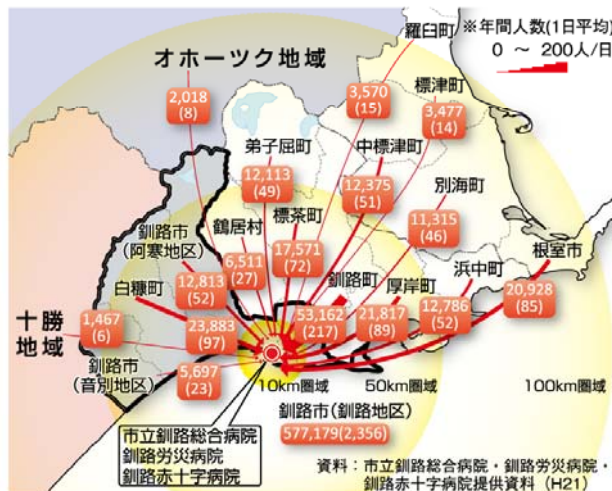 ※年間人数(1日平均)
0 ～ 200人/日
羅臼町
オホーツク地域
標津町
2,018
(8)
3,570
(15)
3,477
(14)
弟子屈町
中標津町
12,113
(49)
12,375
(51)
別海町
標茶町
11,315
(46)
鶴居村
釧路市
(阿寒地区)
6,511
(27)
17,571
(72)
根室市
浜中町
釧路町
厚岸町
白糠町
12,813
(52)
20,928
(85)
12,786
(52)
53,162
(217)
21,817
(89)
十勝
地域
1,467
(6)
23,883
(97)
釧路市
(音別地区)
5,697
(23)
10km圏域
50km圏域
100km圏域
釧路市(釧路地区)
577,179(2,356)
市立釧路総合病院
釧路労災病院
釧路赤十字病院
資料：市立釧路総合病院・釧路労災病院・
釧路赤十字病院提供資料（H21）